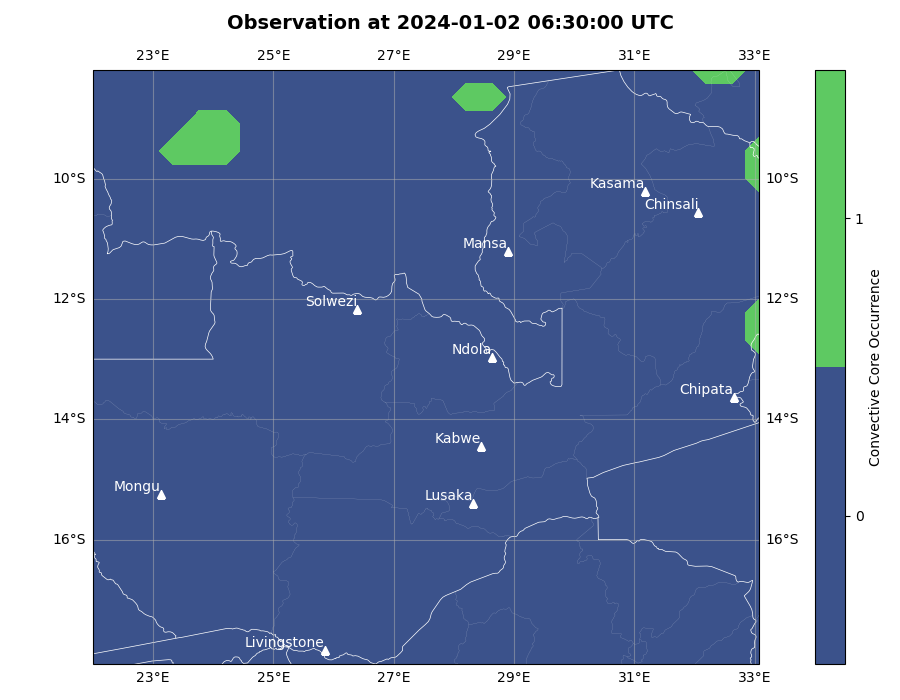 Observation at 2024-01-02 06:30:00 UTC
23°E 25°E 27°E 29°E 31°E 33°E
10°S 10°S
Kasama
Chinsali
Mansa
12°S 12°S
Solwezi
Ndola
Chipata
14°S 14°S
Kabwe
Mongu
Lusaka
16°S 16°S
Livingstone
23°E 25°E 27°E 29°E 31°E 33°E
1
0
Convective Core Occurrence